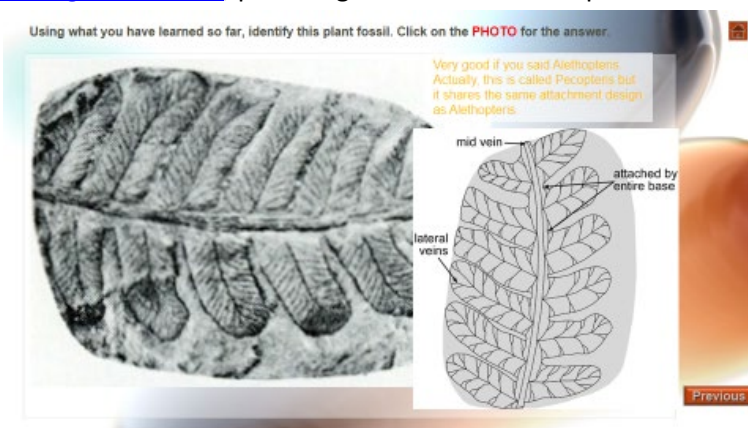 Using what you have learned so far, identify this plant fossil. Click on the PHOTO for the answer.
Very good if you said Alethopteris
Actually, this is called Pecopteris but
it shares the same attachment design
as Alethopteris.
mid vein
attached by
entire base
lateral
veins
Previous